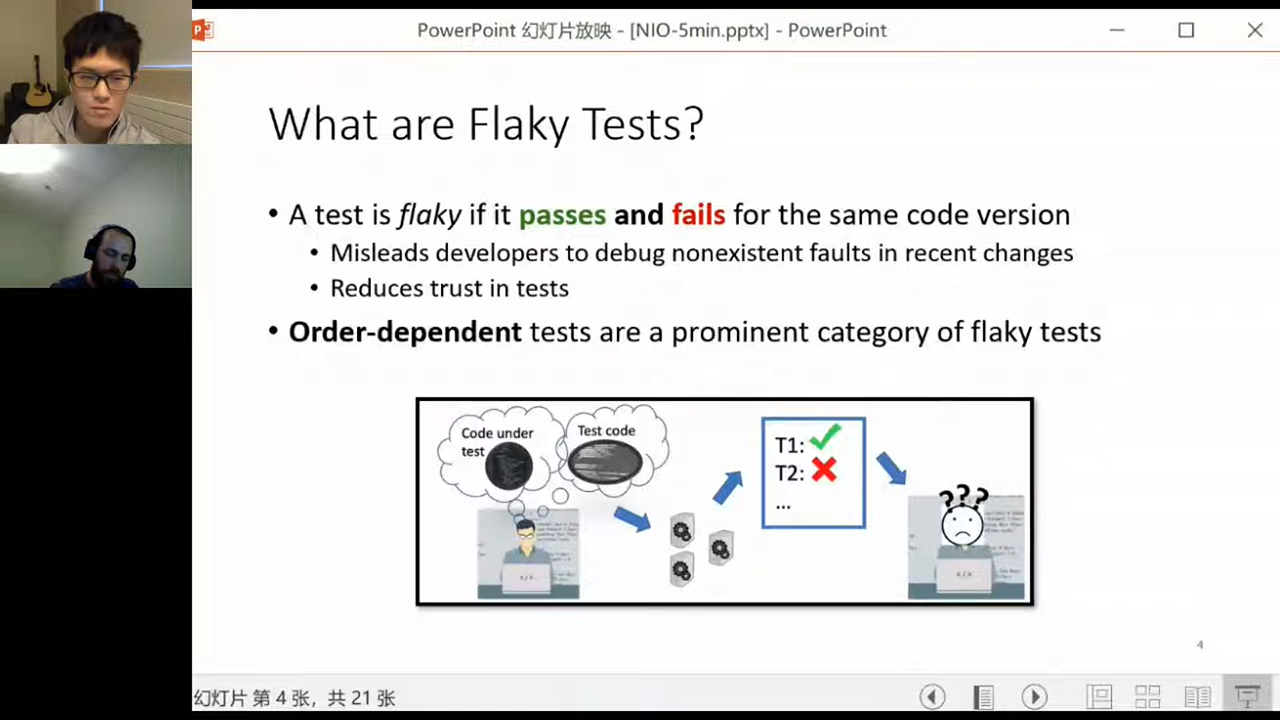 PowerPoint 幻灯片放映 - [NIO-5min.pptx] - PowerPoint
What are Flaky Tests?
• A test is flaky if it passes and fails for the same code version
• Misleads developers to debug nonexistent faults in recent changes
• Reduces trust in tests
• Order-dependent tests are a prominent category of flaky tests
Code under
test
Test code
T1:
T2:
...
???
</>
</>
4
幻灯片 第 4 张，共 21 张